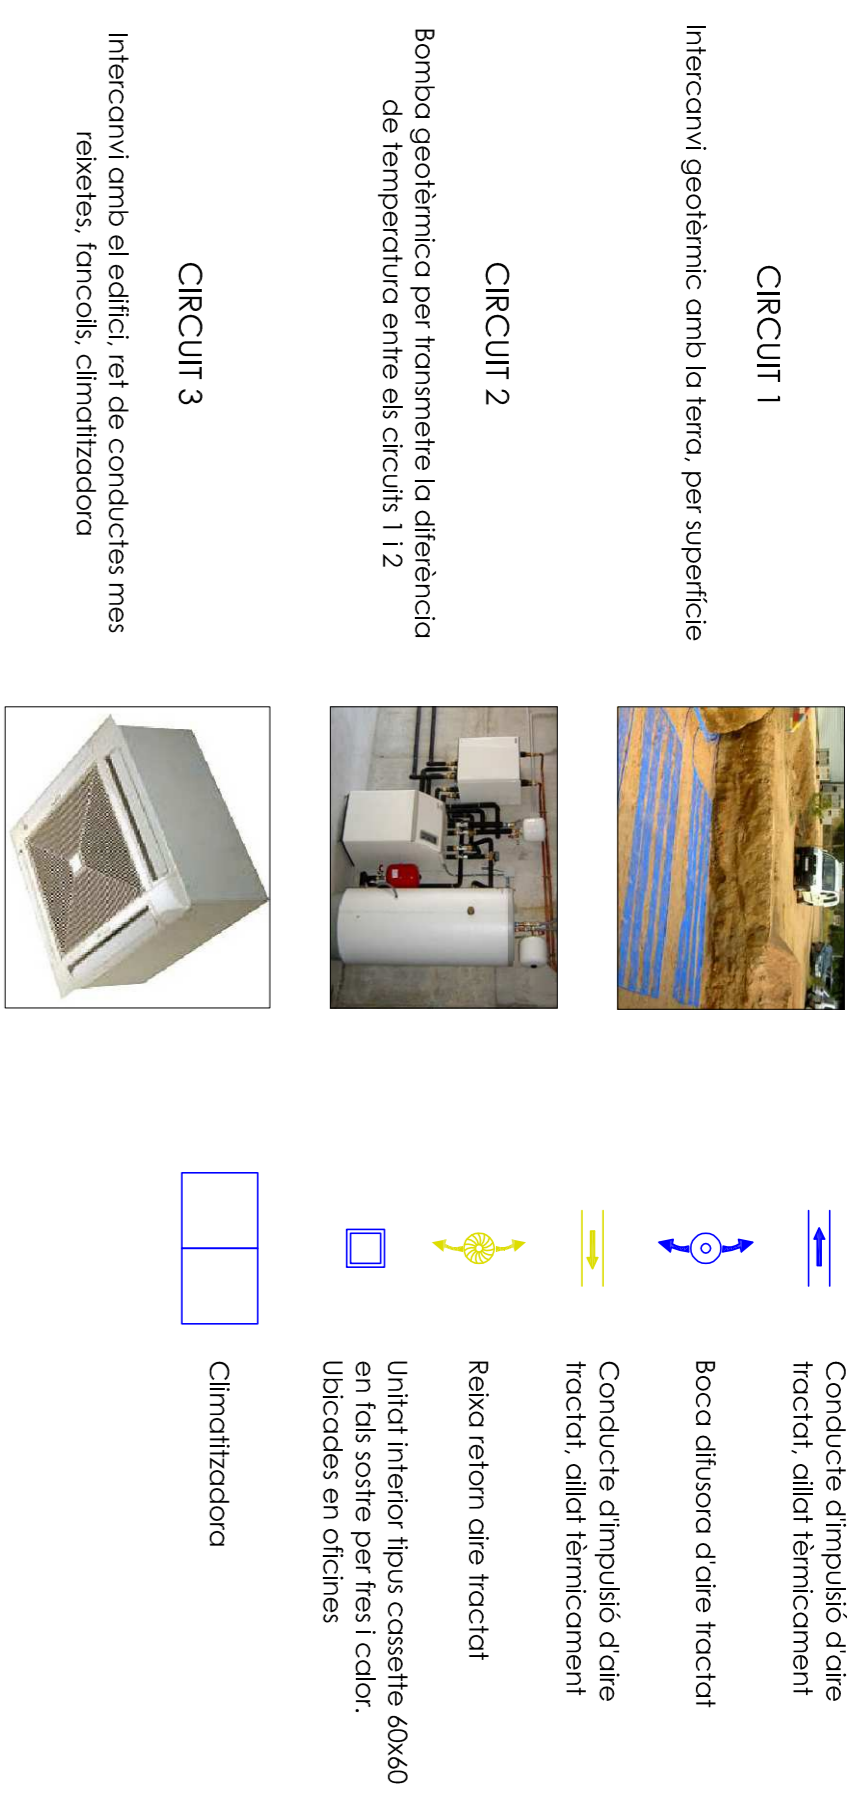 CIRCUIT 1
Intercanvi geotèrmic amb la terra, per superfície
CIRCUIT 2
Bomba geotèrmica per transmetre la diferència
de temperatura entre els circuits 1 i 2
CIRCUIT 3
Intercanvi amb el edifici, ret de conductes mes
reixetes, fancoils, climatitzadora
Conducte d'impulsió d'aire
tractat, aillat tèrmicament
Boca difusora d'aire tractat
Conducte d'impulsió d'aire
tractat, aillat tèrmicament
Reixa retorn aire tractat
Unitat interior tipus cassette 60x60
en fals sostre per fres i calor.
Ubicades en oficines
Climatitzadora